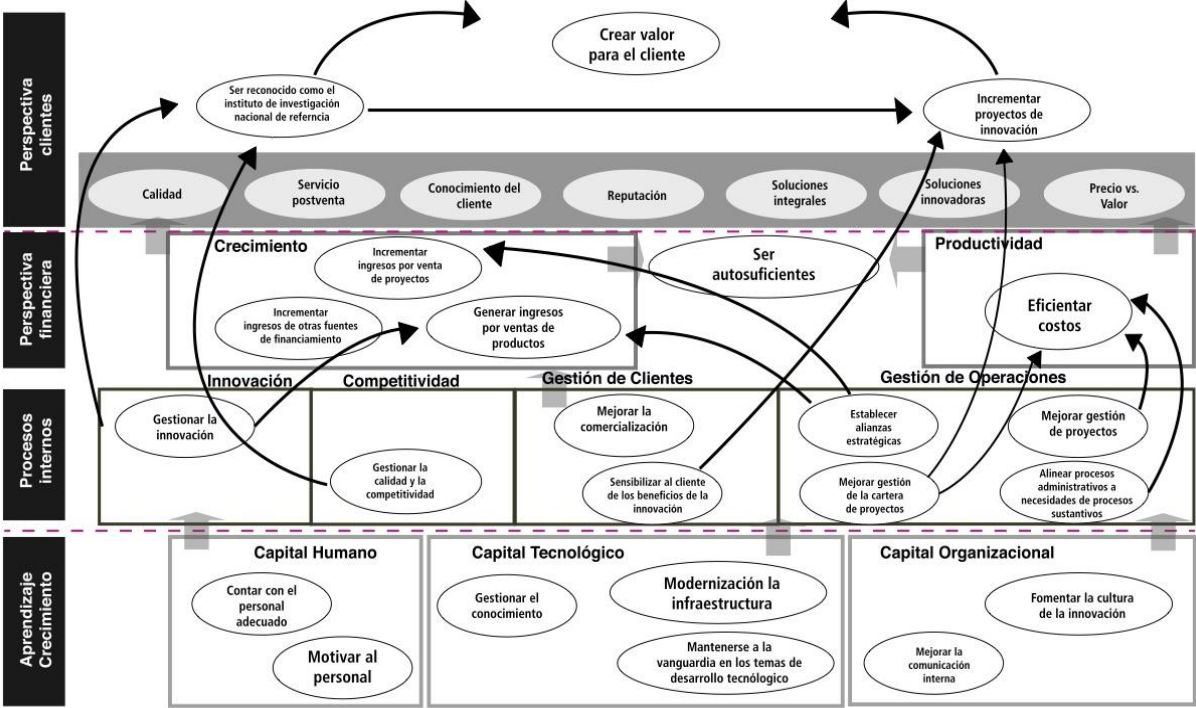 Perspectiva
clientes
Crear valor
para el cliente
Ser reconocido como el
instituto de investigación
nacional de referncia
Incrementar
proyectos de
innovación
Calidad
Servicio
postventa
Conocimiento del
cliente
Reputación
Soluciones
integrales
Soluciones
innovadoras
Precio vs.
Valor
Perspectiva
financiera
Crecimiento
Incrementar
ingresos por venta
de proyectos
Incrementar
ingresos de otras fuentes
de financiamiento
Generar ingresos
por ventas de
productos
Ser
autosuficientes
Productividad
Eficientar
costos
Procesos
internos
Innovación
Gestionar la
innovación
Competitividad
Gestionar la
calidad y la
competitividad
Gestión de Clientes
Mejorar la
comercialización
Sensibilizar al cliente
de los beneficios de la
innovación
Gestión de Operaciones
Establecer
alianzas
estratégicas
Mejorar gestión
de proyectos
Mejorar gestión
de la cartera
de proyectos
Alinear procesos
administrativos a
necesidades de procesos
sustantivos
Aprendizaje
Crecimiento
Capital Humano
Contar con el
personal
adecuado
Motivar al
personal
Capital Tecnológico
Gestionar el
conocimiento
Modernización la
infraestructura
Mantenerse a la
vanguardia en los temas de
desarrollo tecnólógico
Capital Organizacional
Fomentar la cultura
de la innovación
Mejorar la
comunicación
interna